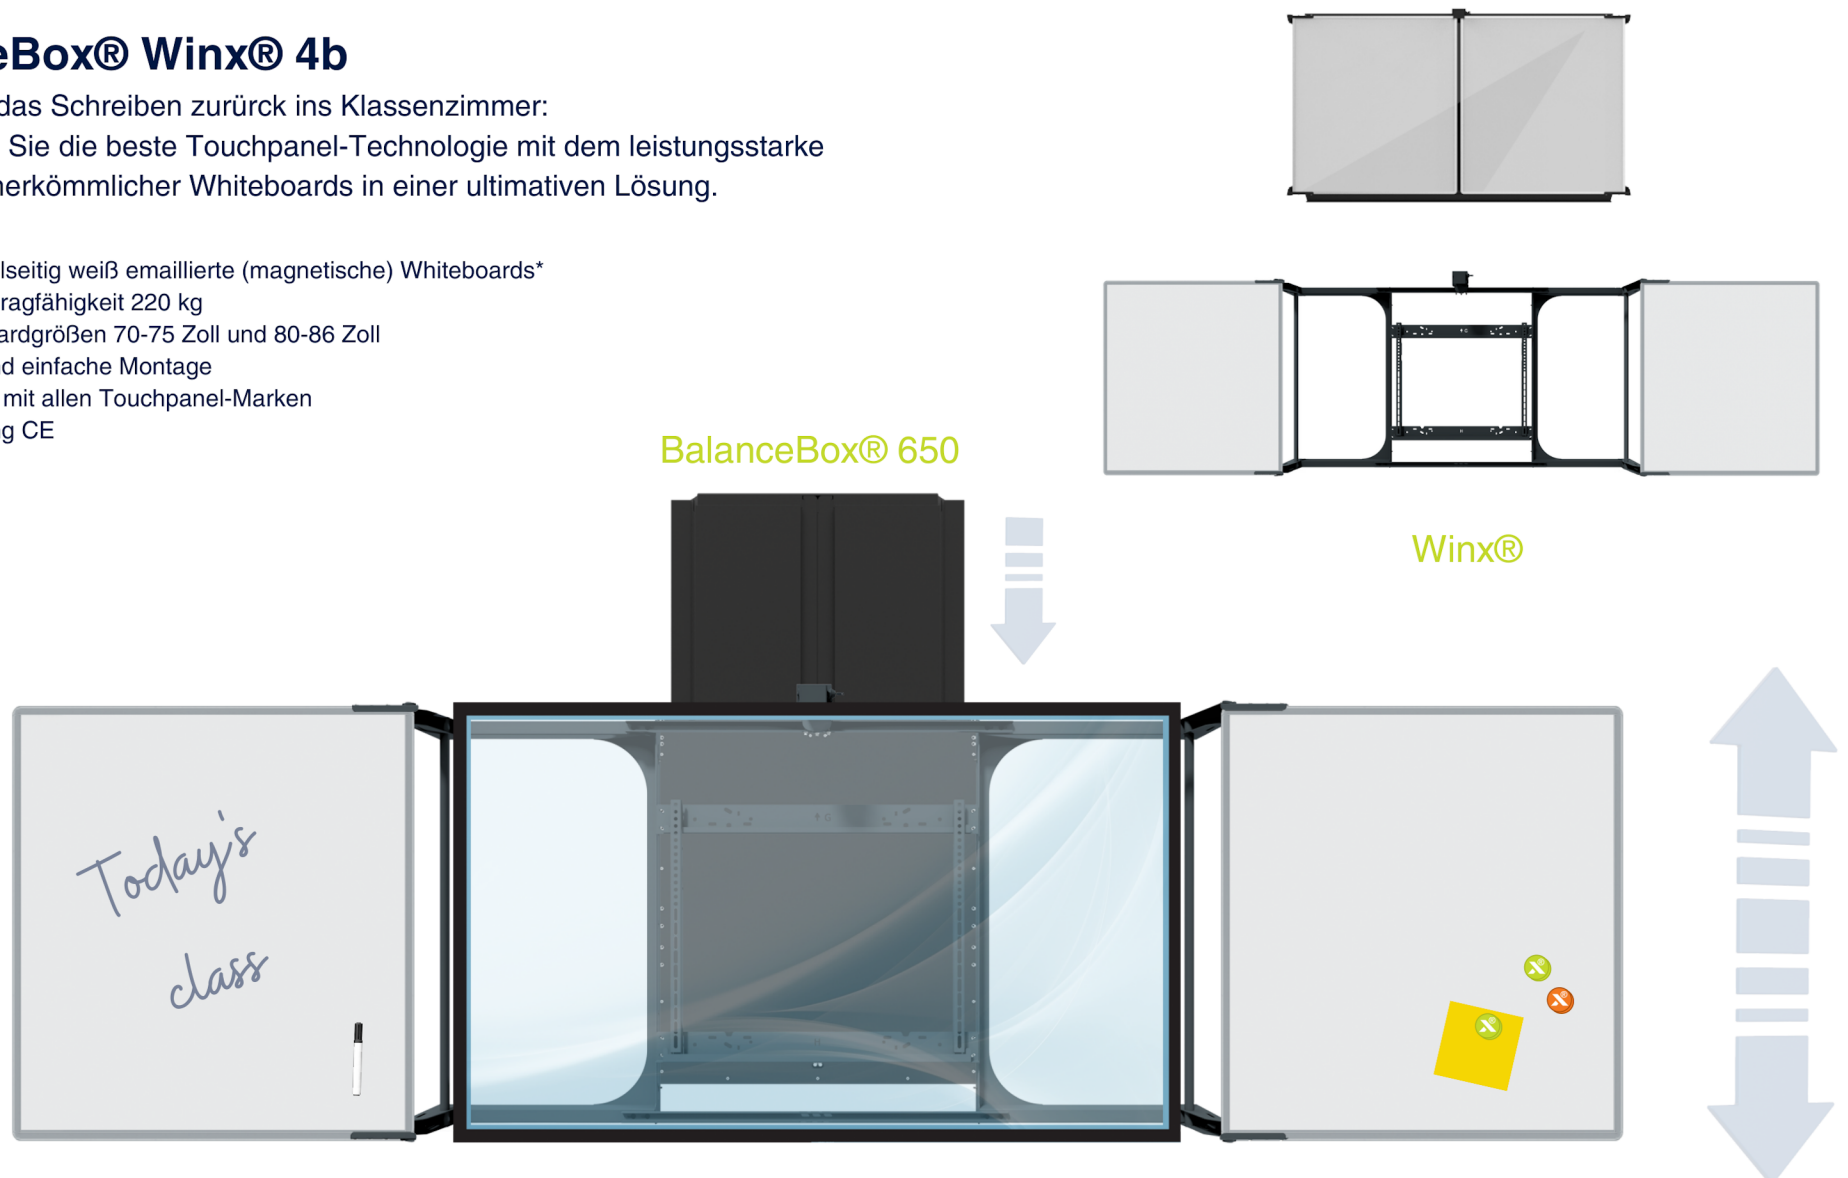 eBox® Winx® 4b
das Schreiben zurürck ins Klassenzimmer:
Sie die beste Touchpanel-Technologie mit dem leistungsstarke
herkömmlicher Whiteboards in einer ultimativen Lösung.
lseitig weiß emaillierte (magnetische) Whiteboards*
ragfähigkeit 220 kg
ardgrößen 70-75 Zoll und 80-86 Zoll
d einfache Montage
mit allen Touchpanel-Marken
g CE
BalanceBox® 650
Winx®
Today's
class